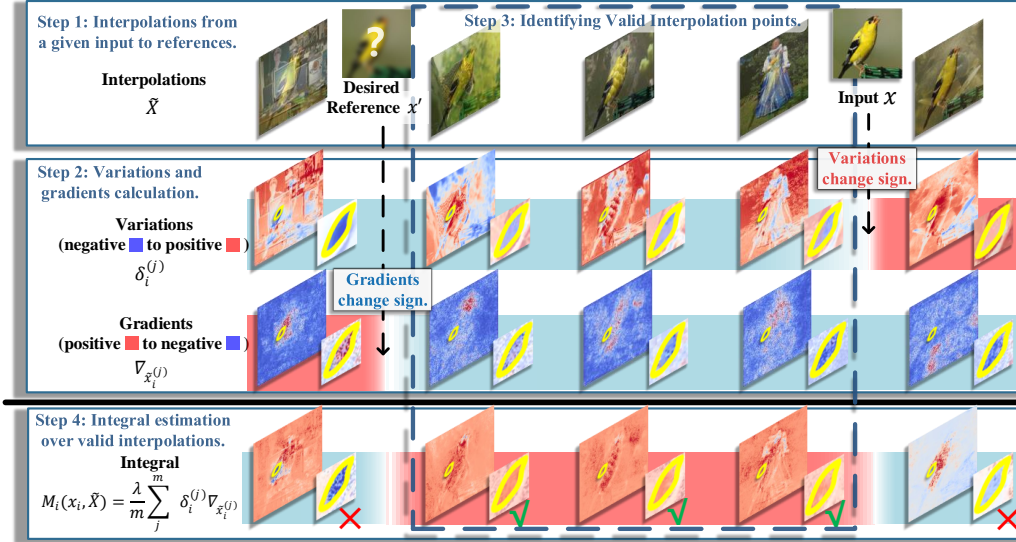 Step 1: Interpolations from
a given input to references.
Interpolations
X̃
?
Desired
Reference x′
Step 3: Identifying Valid Interpolation points.
Input x
Step 2: Variations and
gradients calculation.
Variations
(negative to positive )
δ_i^(j)
Variations
change sign.
Gradients
change sign.
Gradients
(positive to negative )
∇_{x̃_i^(j)}
Step 4: Integral estimation
over valid interpolations.
Integral
M_i(x_i, X̃) = λ/m ∑_j^m δ_i^(j) ∇_{x̃_i^(j)}